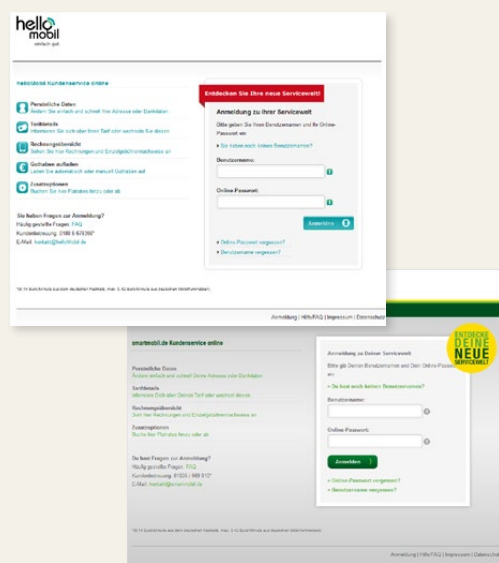 hello
mobil
einfach gut
helloMobil Kundenservice online
Persönliche Daten
Ändern Sie einfach und schnell Ihre Adresse oder Bankdaten
Tarifdetails
Informieren Sie sich über Ihren Tarif oder wechseln Sie diesen
Rechnungsübersicht
Sehen Sie hier Rechnungen und Einzelgesprächsnachweise an
Guthaben aufladen
Laden Sie automatisch oder manuell Guthaben auf
Zusatzoptionen
Buchen Sie hier Flatrates hinzu oder ab
Sie haben Fragen zur Anmeldung?
Häufig gestellte Fragen: FAQ
Kundenbetreuung:
E-Mail: kontakt@helloMobil.de
Entdecken Sie Ihre neue Servicewelt!
Anmeldung zu Ihrer Servicewelt
Bitte geben Sie Ihren Benutzernamen und Ihr Online-
Passwort ein
Sie haben noch keinen Benutzernamen?
Benutzername:
Online-Passwort:
Anmelden
Online-Passwort vergessen?
Benutzername vergessen?
Anmeldung | Hilfe/FAQ | Impressum | Datenschutz
smartmobil.de Kundenservice online
Persönliche Daten
Ändere einfach und schnell Deine Adresse oder Bankdaten
Tarifdetails
Informiere Dich über Deinen Tarif oder wechsel diesen
Rechnungsübersicht
Sieh hier Rechnungen und Einzelgesprächsnachweise an
Zusatzoptionen
Buche hier Flatrates hinzu oder ab
Du hast Fragen zur Anmeldung?
Häufig gestellte Fragen: FAQ
Kundenbetreuung:
E-Mail: kontakt@smartmobil.de
ENTDECKE
DEINE
NEUE
SERVICEWELT
Anmeldung zu Deiner Servicewelt
Bitte gib Deinen Benutzernamen und Dein Online-Passwort
ein
Du hast noch keinen Benutzernamen?
Benutzername:
Online-Passwort:
Anmelden
Online-Passwort vergessen?
Benutzername vergessen?
Anmeldung | Hilfe/FAQ | Impressum | Datenschutz